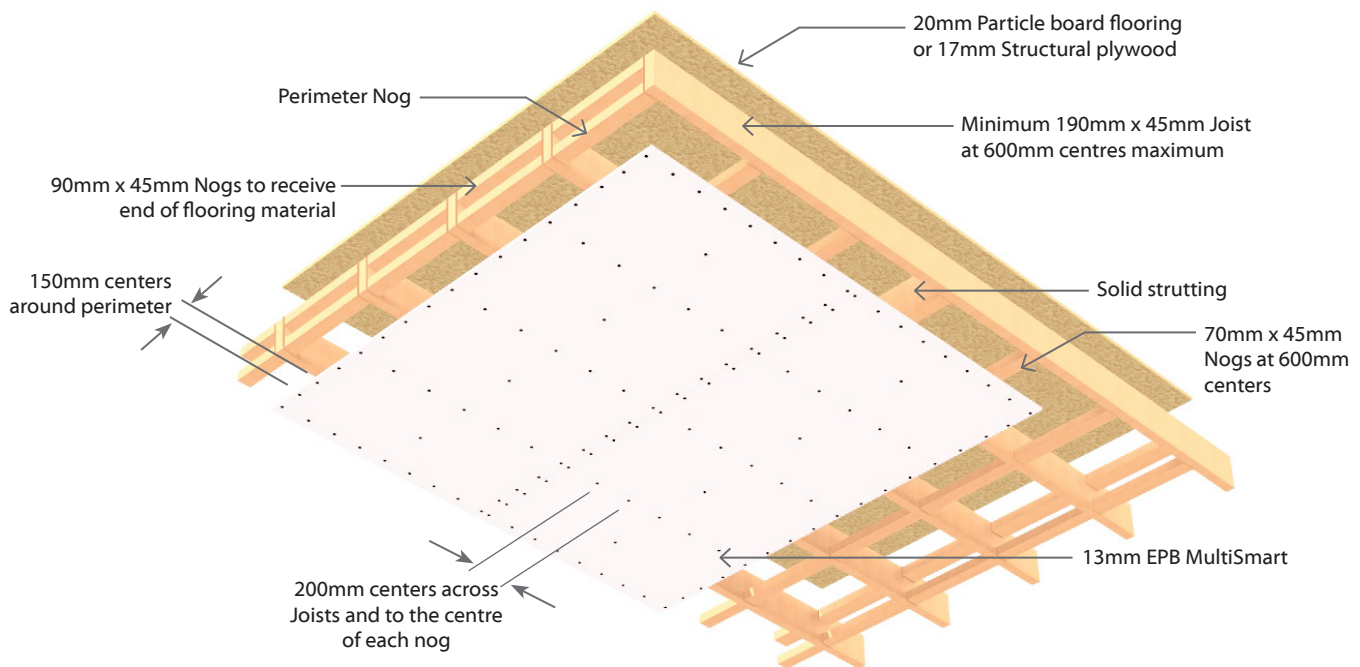 20mm Particle board flooring
or 17mm Structural plywood
Perimeter Nog
Minimum 190mm x 45mm Joist
at 600mm centres maximum
90mm x 45mm Nogs to receive
end of flooring material
150mm centers
around perimeter
Solid strutting
70mm x 45mm
Nogs at 600mm
centers
13mm EPB MultiSmart
200mm centers across
Joists and to the centre
of each nog